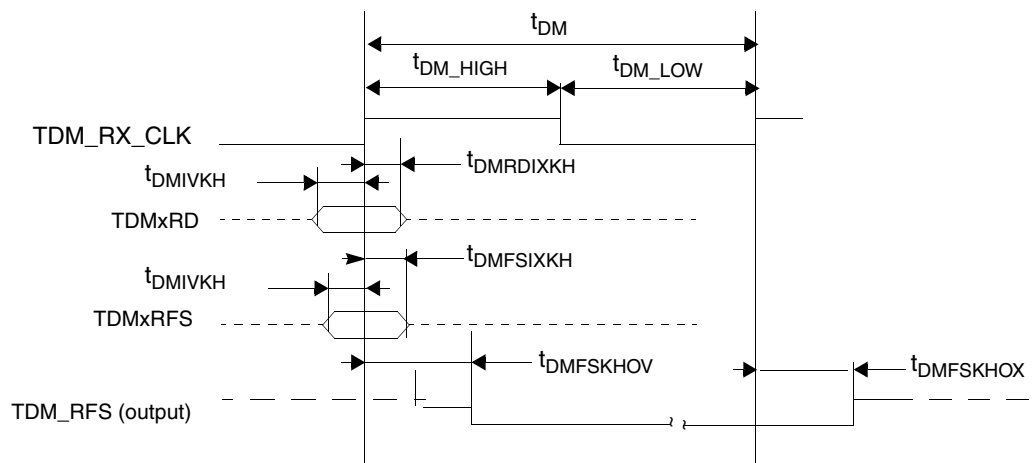 tDM
tDM_HIGH
tDM_LOW
TDM_RX_CLK
tDMIVKH
tDMRDIXKH
TDMxRD
tDMIVKH
tDMFSIXKH
TDMxRFS
tDMFSKHOV
tDMFSKHOX
TDM_RFS (output)